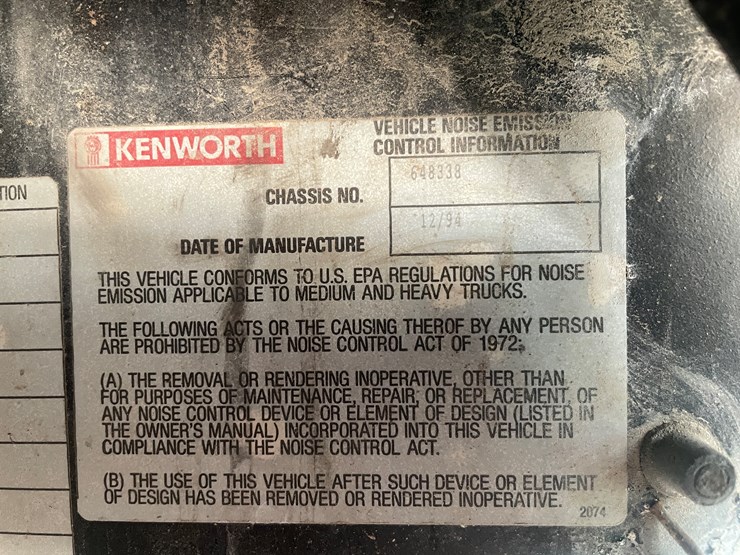 TION
KENWORTH
VEHICLE NOISE EMISSION
CONTROL INFORMATION
CHASSIS NO.
648338
DATE OF MANUFACTURE
12/94
THIS VEHICLE CONFORMS TO U.S. EPA REGULATIONS FOR NOISE
EMISSION APPLICABLE TO MEDIUM AND HEAVY TRUCKS.
THE FOLLOWING ACTS OR THE CAUSING THEROF BY ANY PERSON
ARE PROHIBITED BY THE NOISE CONTROL ACT OF 1972:
(A) THE REMOVAL OR RENDERING INOPERATIVE, OTHER THAN
FOR PURPOSES OF MAINTENANCE, REPAIR, OR REPLACEMENT, OF
ANY NOISE CONTROL DEVICE OR ELEMENT OF DESIGN (LISTED IN
THE OWNER'S MANUAL) INCORPORATED INTO THIS VEHICLE IN
COMPLIANCE WITH THE NOISE CONTROL ACT.
(B) THE USE OF THIS VEHICLE AFTER SUCH DEVICE OR ELEMENT
OF DESIGN HAS BEEN REMOVED OR RENDERED INOPERATIVE.
2074